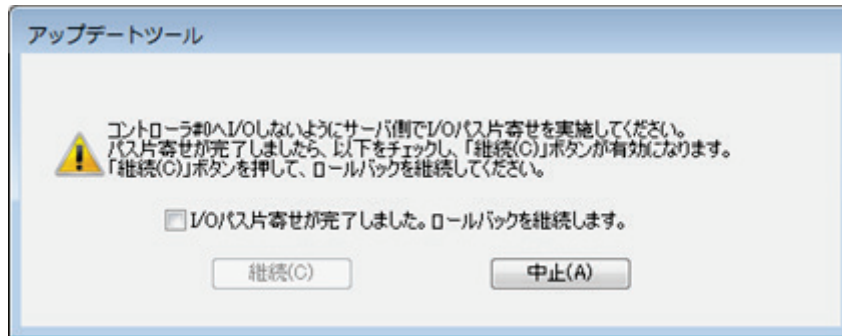 アップデートツール
コントローラ#0へI/Oしないようにサーバ側でI/Oパス片寄せを実施してください。
パス片寄せが完了しましたら、以下をチェックし、「継続(C)」ボタンが有効になります。
「継続(C)」ボタンを押して、ロールバックを継続してください。
I/Oパス片寄せが完了しました。ロールバックを継続します。
継続(C) 中止(A)